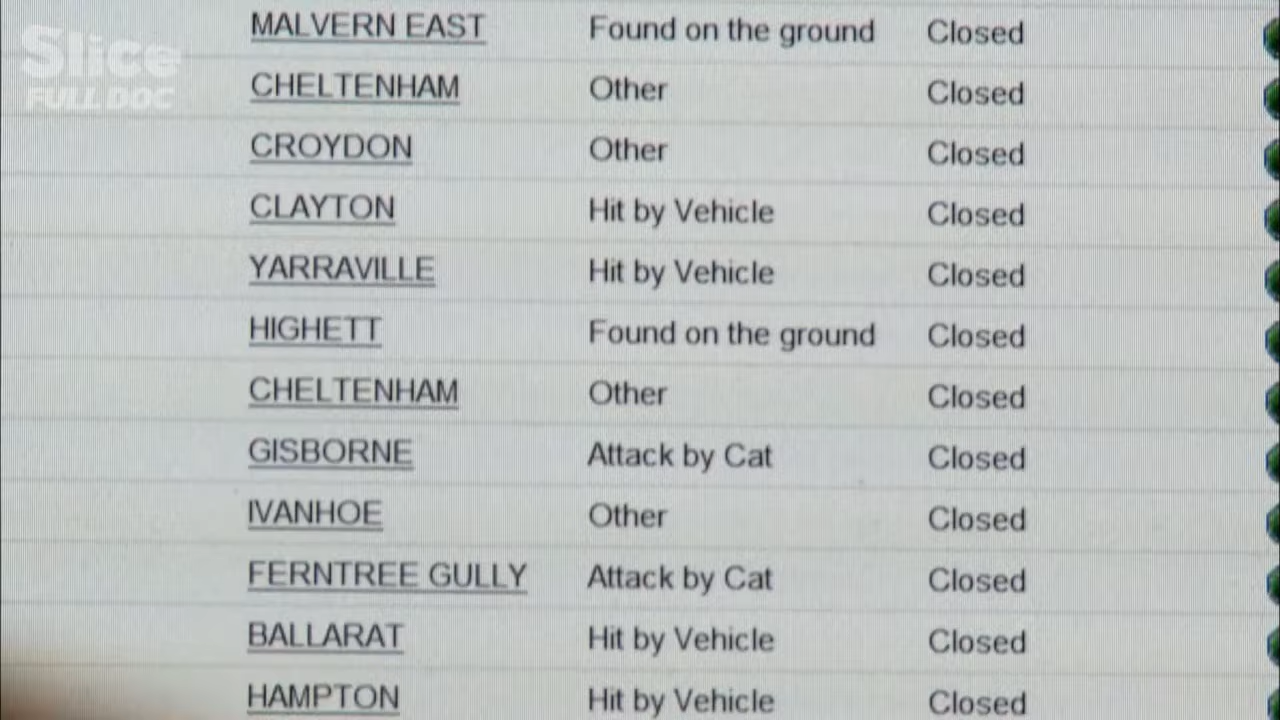 Slice
FULL DOC
MALVERN EAST Found on the ground Closed
CHELTENHAM Other Closed
CROYDON Other Closed
CLAYTON Hit by Vehicle Closed
YARRAVILLE Hit by Vehicle Closed
HIGHETT Found on the ground Closed
CHELTENHAM Other Closed
GISBORNE Attack by Cat Closed
IVANHOE Other Closed
FERNTREE GULLY Attack by Cat Closed
BALLARAT Hit by Vehicle Closed
HAMPTON Hit by Vehicle Closed